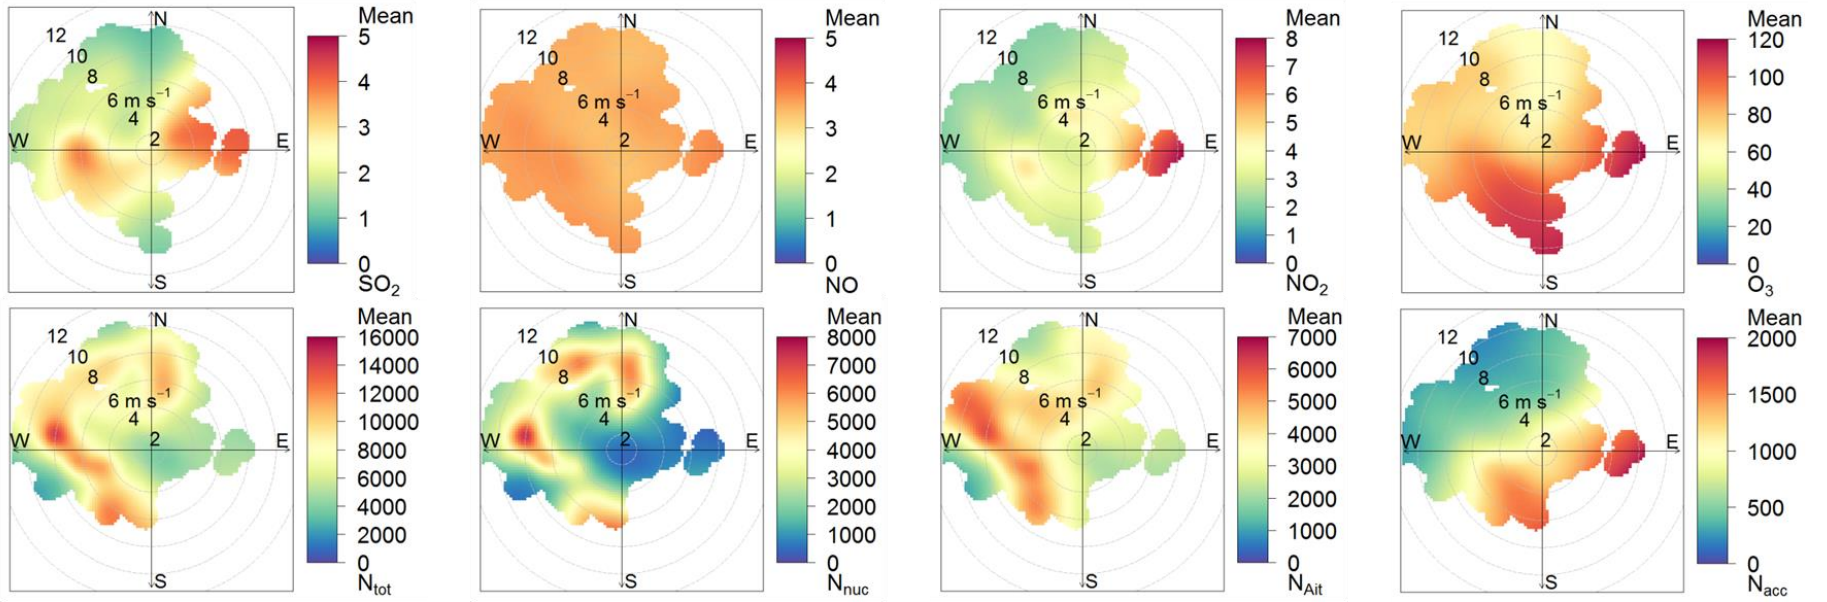 Mean
N
12
10
8
6 m s⁻¹
4
2
W
E
S
5
4
3
2
1
0
SO₂
Mean
N
12
10
8
6 m s⁻¹
4
2
W
E
S
5
4
3
2
1
0
NO
Mean
N
12
10
8
6 m s⁻¹
4
2
W
E
S
8
7
6
5
4
3
2
1
0
NO₂
Mean
N
12
10
8
6 m s⁻¹
4
2
W
E
S
120
100
80
60
40
20
0
O₃
Mean
N
12
10
8
6 m s⁻¹
4
2
W
E
S
16000
14000
12000
10000
8000
6000
4000
2000
0
Ntot
Mean
N
12
10
8
6 m s⁻¹
4
2
W
E
S
8000
7000
6000
5000
4000
3000
2000
1000
0
Nnuc
Mean
N
12
10
8
6 m s⁻¹
4
2
W
E
S
7000
6000
5000
4000
3000
2000
1000
0
NAit
Mean
N
12
10
8
6 m s⁻¹
4
2
W
E
S
2000
1500
1000
500
0
Nacc